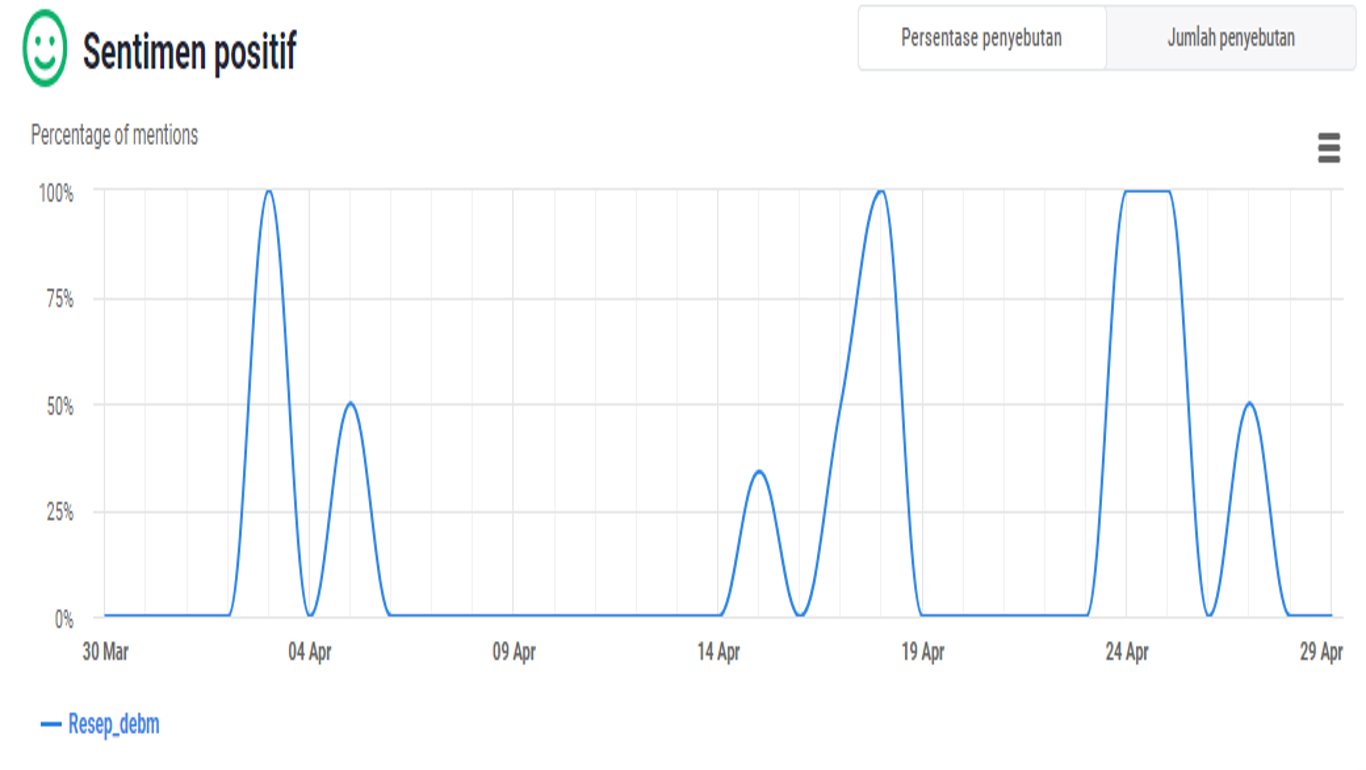 Sentimen positif
Persentase penyebutan
Jumlah penyebutan
Percentage of mentions
100%
75%
50%
25%
0%
30 Mar
04 Apr
09 Apr
14 Apr
19 Apr
24 Apr
29 Apr
Resep_debm